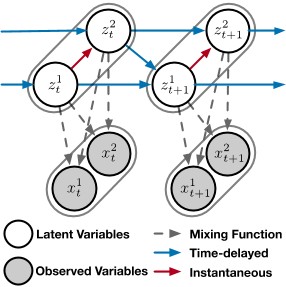 z_t^2 z_{t+1}^2
z_t^1 z_{t+1}^1
x_t^2 x_{t+1}^2
x_t^1 x_{t+1}^1
Latent Variables
Observed Variables
Mixing Function
Time-delayed
Instantaneous